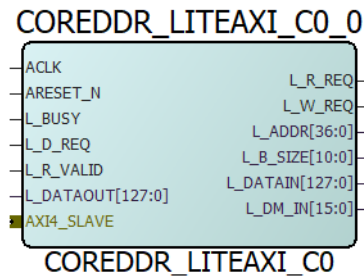 COREDDR_LITEAXI_C0_0
ACLK
ARESET_N
L_BUSY
L_D_REQ
L_R_VALID
L_DATAOUT[127:0]
AXI4_SLAVE
L_R_REQ
L_W_REQ
L_ADDR[36:0]
L_B_SIZE[10:0]
L_DATAIN[127:0]
L_DM_IN[15:0]
COREDDR_LITEAXI_C0